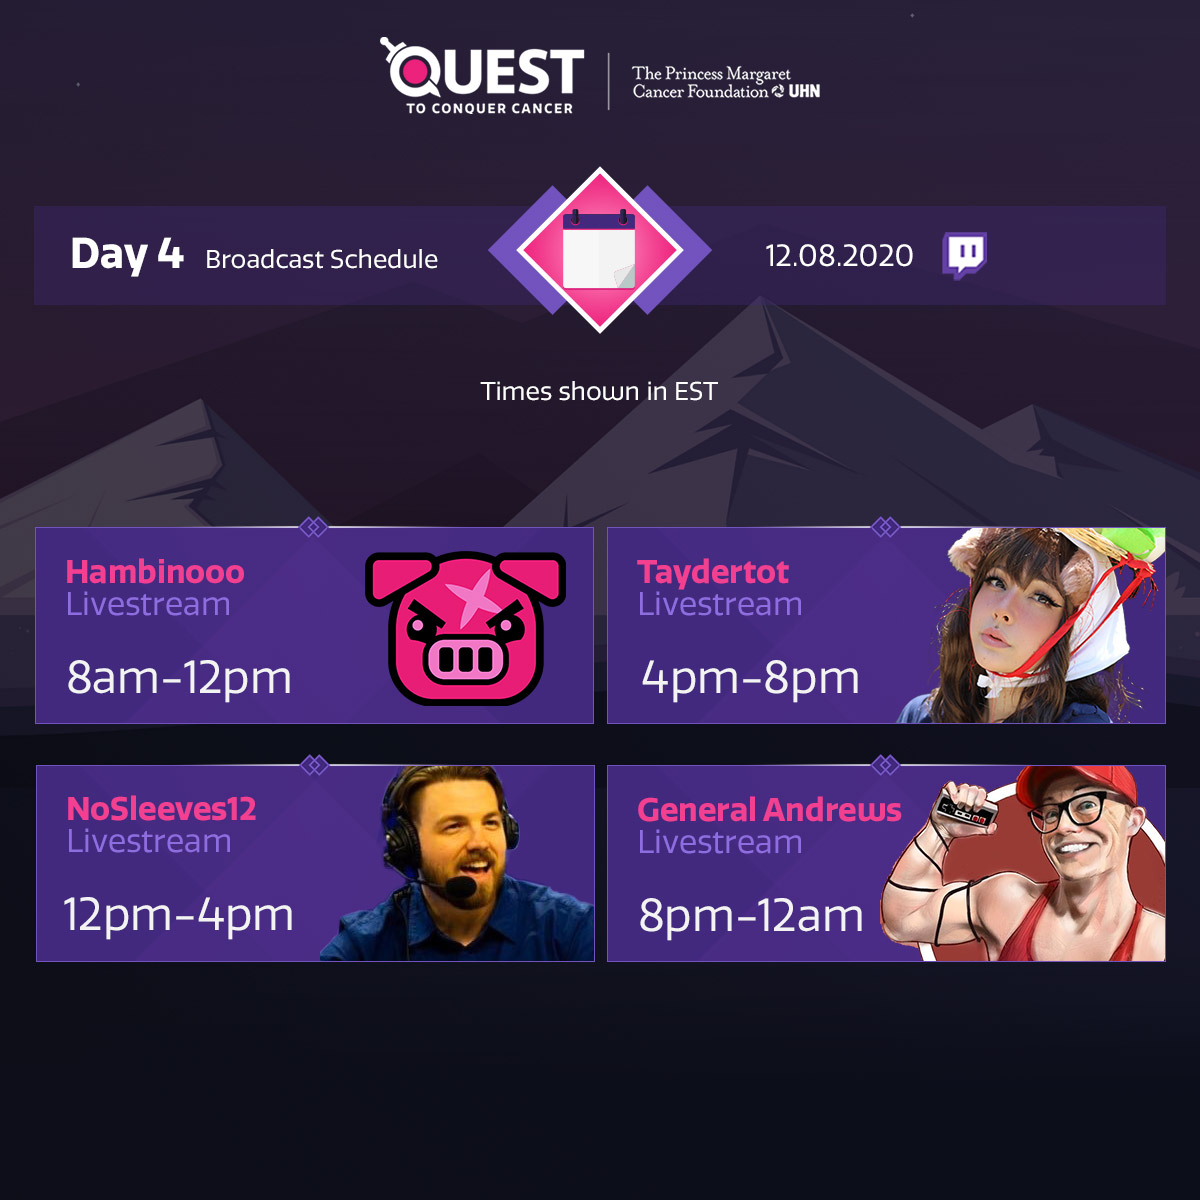 QUEST
TO CONQUER CANCER
The Princess Margaret
Cancer Foundation UHN
Day 4 Broadcast Schedule
12.08.2020
Times shown in EST
Hambinooo
Livestream
8am-12pm
Taydertot
Livestream
4pm-8pm
NoSleeves12
Livestream
12pm-4pm
General Andrews
Livestream
8pm-12am